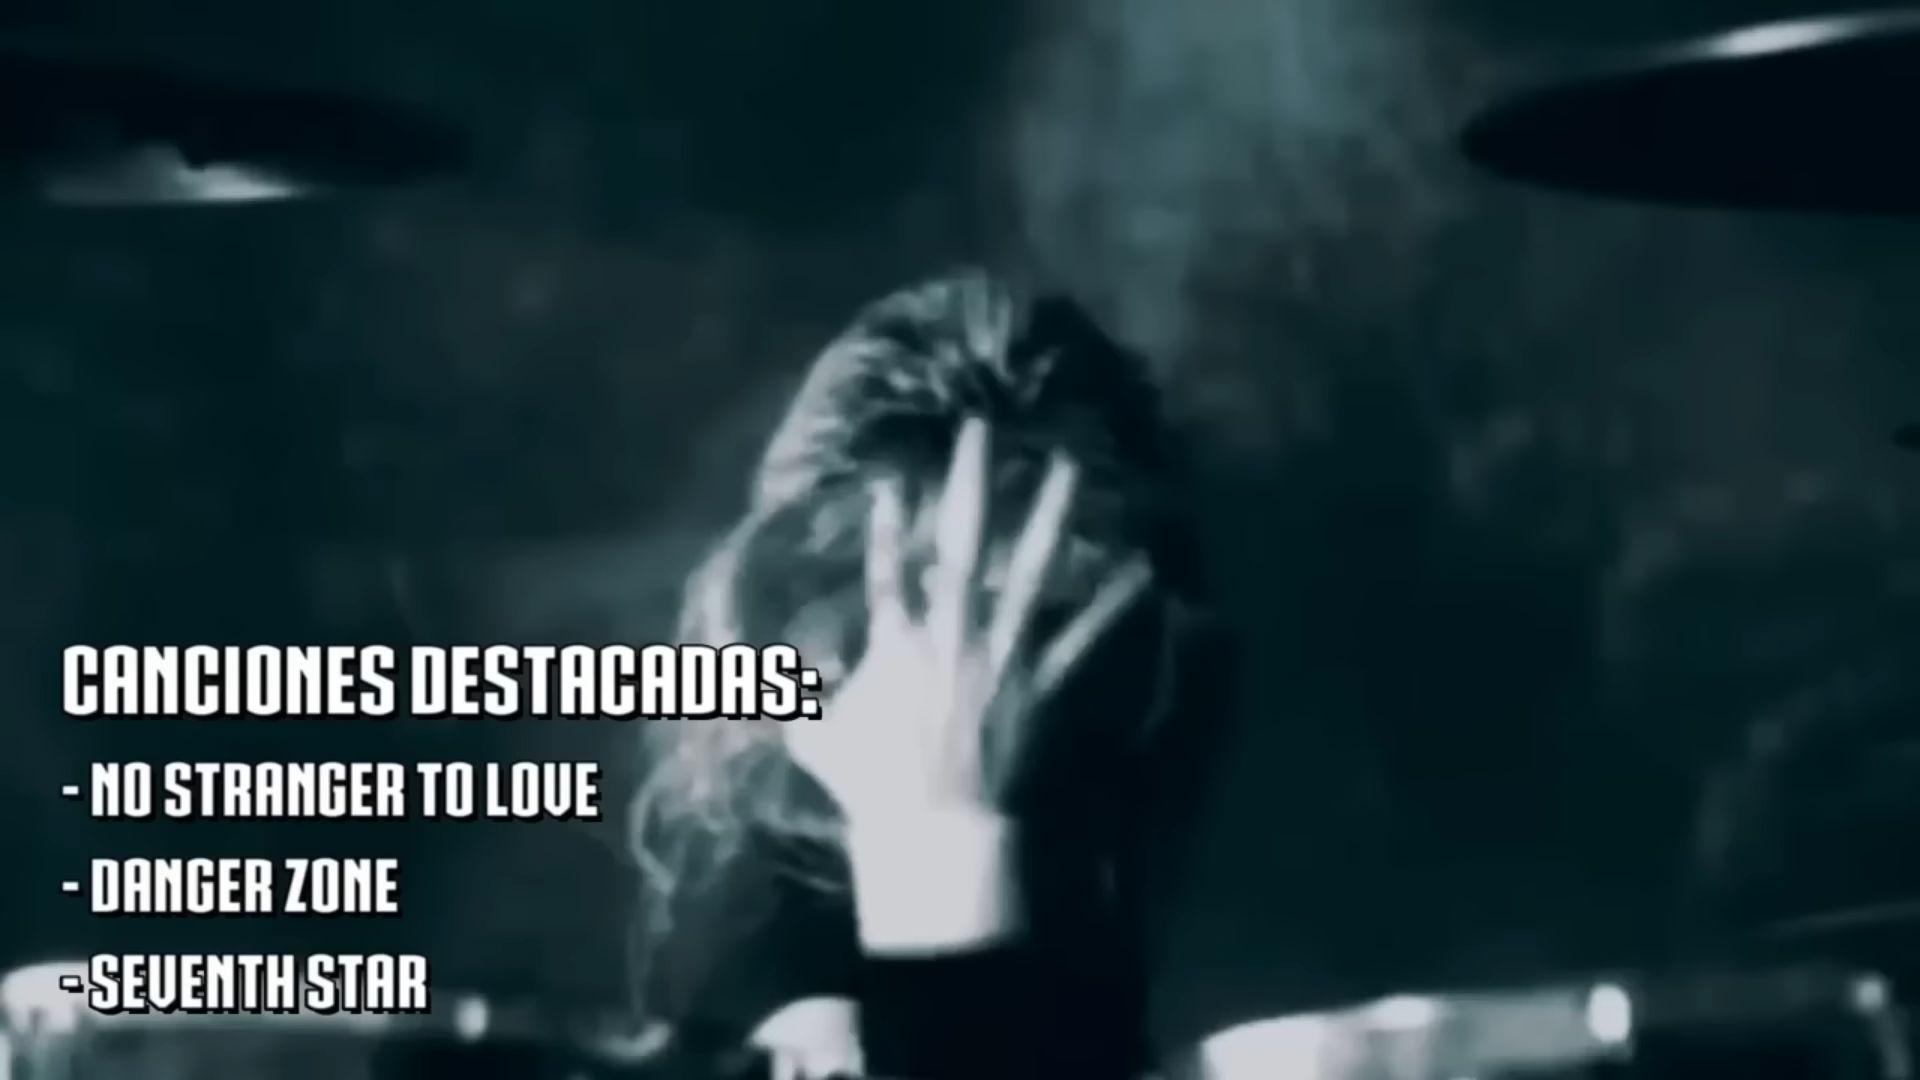 CANCIONES DESTACADAS:
- NO STRANGER TO LOVE
- DANGER ZONE
- SEVENTH STAR